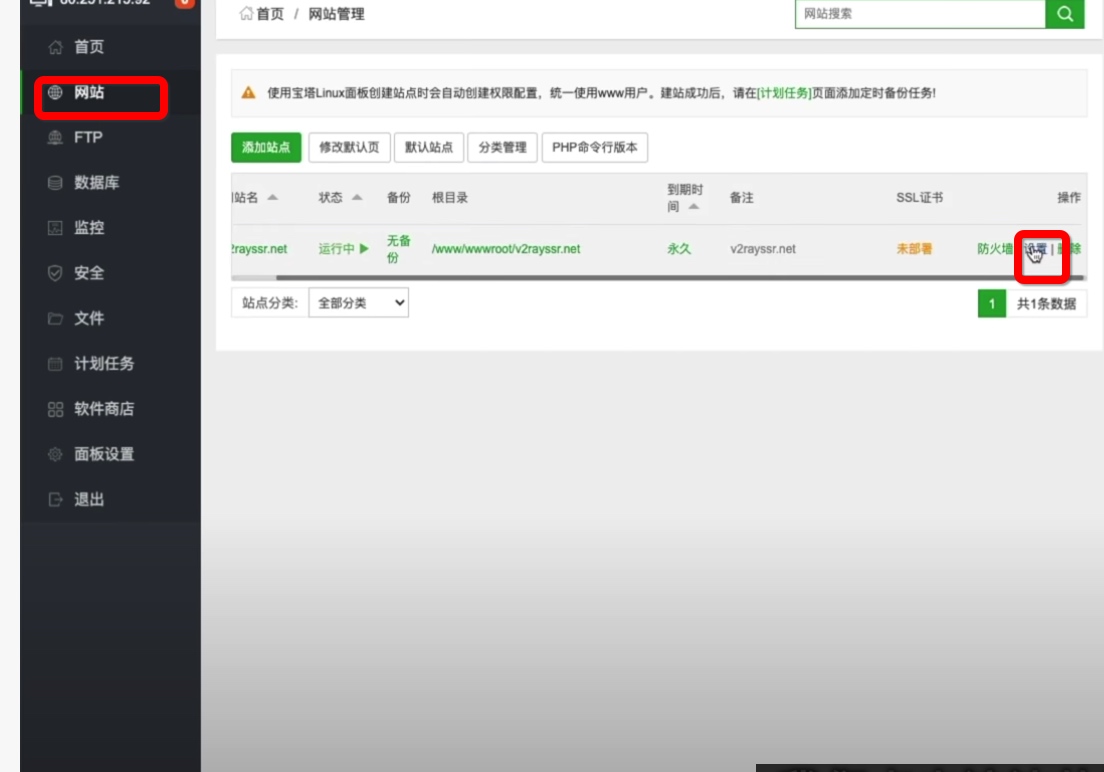 首页 / 网站管理
网站搜索
首页
网站
FTP
数据库
监控
安全
文件
计划任务
软件商店
面板设置
退出
使用宝塔Linux面板创建站点时会自动创建权限配置，统一使用www用户。建站成功后，请在[计划任务]页面添加定时备份任务!
添加站点 修改默认页 默认站点 分类管理 PHP命令行版本
站名 状态 备份 根目录 到期时间 备注 SSL证书 操作
rayssr.net 运行中 无备份 /www/wwwroot/v2rayssr.net 永久 v2rayssr.net 未部署 防火墙 设置 | 删除
站点分类: 全部分类
1 共1条数据